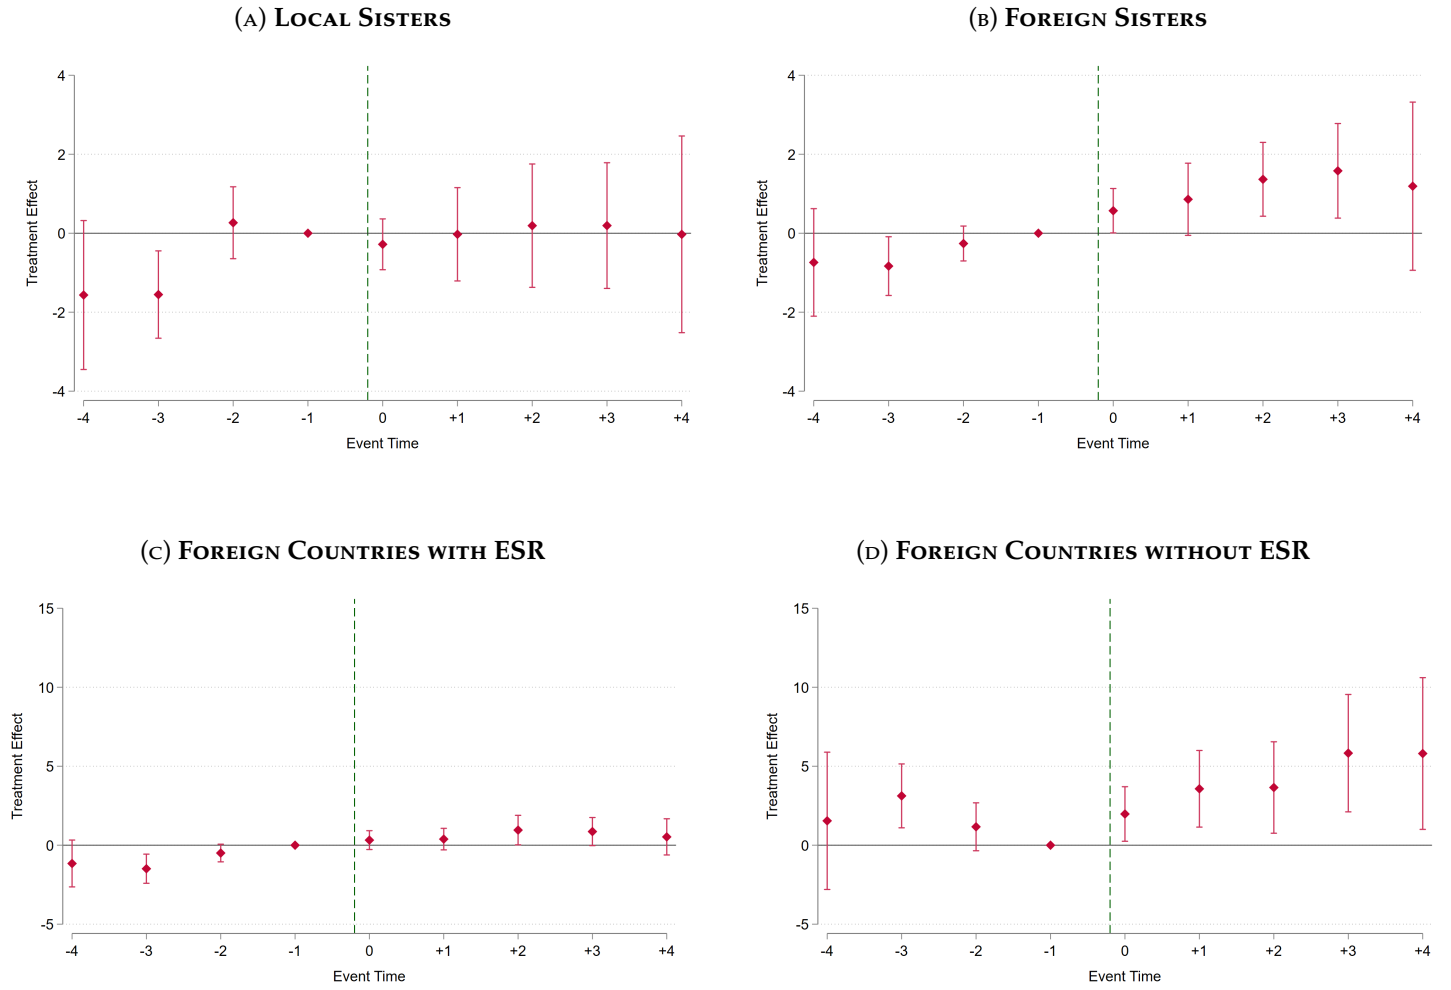 (A) LOCAL SISTERS
4
2
0
-2
-4
Treatment Effect
-4 -3 -2 -1 0 +1 +2 +3 +4
Event Time
(B) FOREIGN SISTERS
4
2
0
-2
-4
Treatment Effect
-4 -3 -2 -1 0 +1 +2 +3 +4
Event Time
(C) FOREIGN COUNTRIES WITH ESR
15
10
5
0
-5
Treatment Effect
-4 -3 -2 -1 0 +1 +2 +3 +4
Event Time
(D) FOREIGN COUNTRIES WITHOUT ESR
15
10
5
0
-5
Treatment Effect
-4 -3 -2 -1 0 +1 +2 +3 +4
Event Time